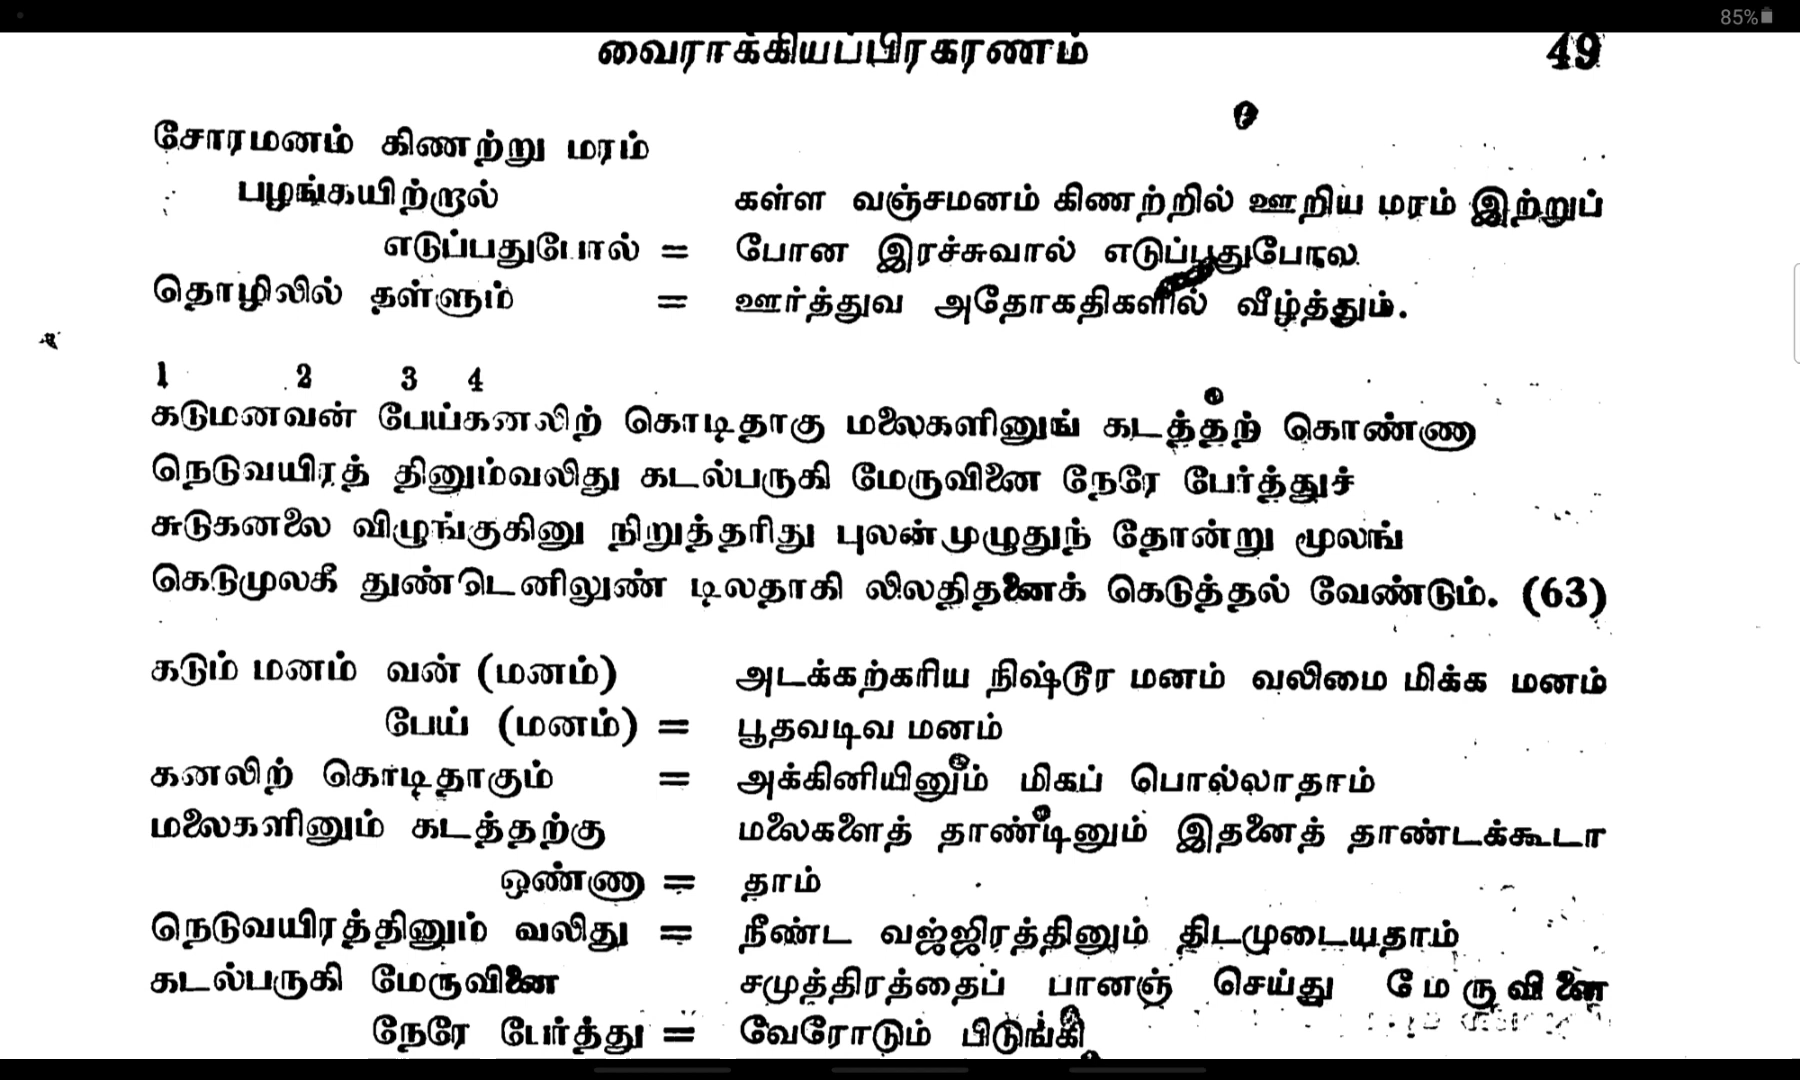 85%
வைராக்கியப்பிரகரணம் 49
சோரமனம் கிணற்று மரம்
பழங்கயிற்றால்
கள்ள வஞ்சமனம் கிணற்றில் ஊறிய மரம் இற்றுப்
எடுப்பதுபோல் = போன இரச்சுவால் எடுப்பதுபோல
தொழிலில் தள்ளும் = ஊர்த்துவ அதோகதிகளில் வீழ்த்தும்.
1 2 3 4
கடுமனவன் பேய்கனலிற் கொடிதாகு மலைகளினுங் கடத்தற் கொண்ணா
நெடுவயிரத் தினும்வலிது கடல்பருகி மேருவினை நேரே பேர்த்துச்
சுடுகனலை விழுங்குகினு நிறுத்தரிது புலன்முழுதுந் தோன்று மூலங்
கெடுமுலகீ துண்டெனிலுண் டிலதாகி லிலதிதனைக் கெடுத்தல் வேண்டும். (63)
கடும் மனம் வன் (மனம்) அடக்கற்கரிய நிஷ்டூர மனம் வலிமை மிக்க மனம்
பேய் (மனம்) = பூதவடிவ மனம்
கனலிற் கொடிதாகும் = அக்கினியினும் மிகப் பொல்லாதாம்
மலைகளினும் கடத்தற்கு மலைகளைத் தாண்டினும் இதனைத் தாண்டக்கூடா
ஒண்ணா = தாம்
நெடுவயிரத்தினும் வலிது = நீண்ட வஜ்ஜிரத்தினும் திடமுடையதாம்
கடல்பருகி மேருவினை சமுத்திரத்தைப் பானஞ் செய்து மேருவினை
நேரே பேர்த்து = வேரோடும் பிடுங்கி